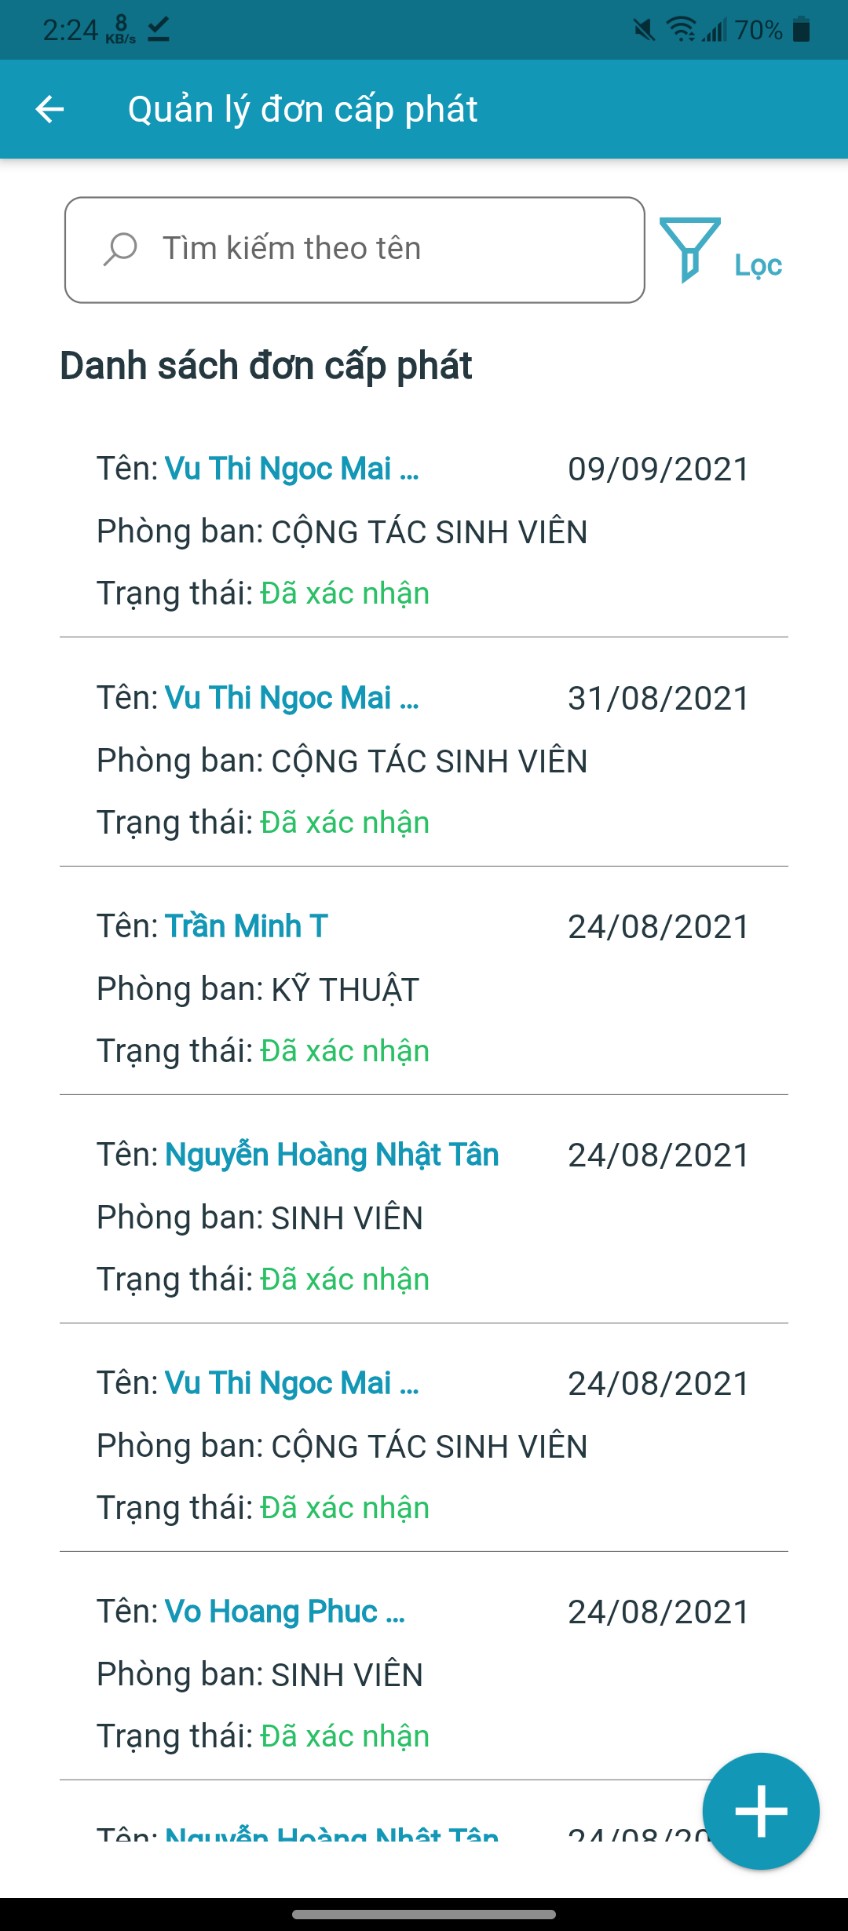 2:24 8 KB/s 70%
Quản lý đơn cấp phát
Tìm kiếm theo tên
Lọc
Danh sách đơn cấp phát
Tên: Vu Thi Ngoc Mai ... 09/09/2021
Phòng ban: CỘNG TÁC SINH VIÊN
Trạng thái: Đã xác nhận
Tên: Vu Thi Ngoc Mai ... 31/08/2021
Phòng ban: CỘNG TÁC SINH VIÊN
Trạng thái: Đã xác nhận
Tên: Trần Minh T 24/08/2021
Phòng ban: KỸ THUẬT
Trạng thái: Đã xác nhận
Tên: Nguyễn Hoàng Nhật Tân 24/08/2021
Phòng ban: SINH VIÊN
Trạng thái: Đã xác nhận
Tên: Vu Thi Ngoc Mai ... 24/08/2021
Phòng ban: CỘNG TÁC SINH VIÊN
Trạng thái: Đã xác nhận
Tên: Vo Hoang Phuc ... 24/08/2021
Phòng ban: SINH VIÊN
Trạng thái: Đã xác nhận
Tên: Nguyễn Hoàng Nhật Tân 24/08/20